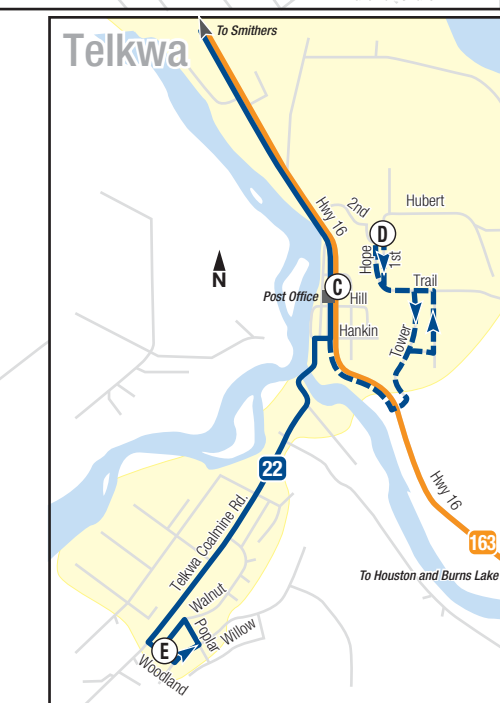 To Smithers
Telkwa
Hwy 16
2nd
Hubert
D
Hope
1st
N
C
Post Office
Hill
Trail
Hankin
Tower
22
Hwy 16
Telkwa Coalmine Rd.
163
To Houston and Burns Lake
Walnut
Poplar
Willow
E
Woodland